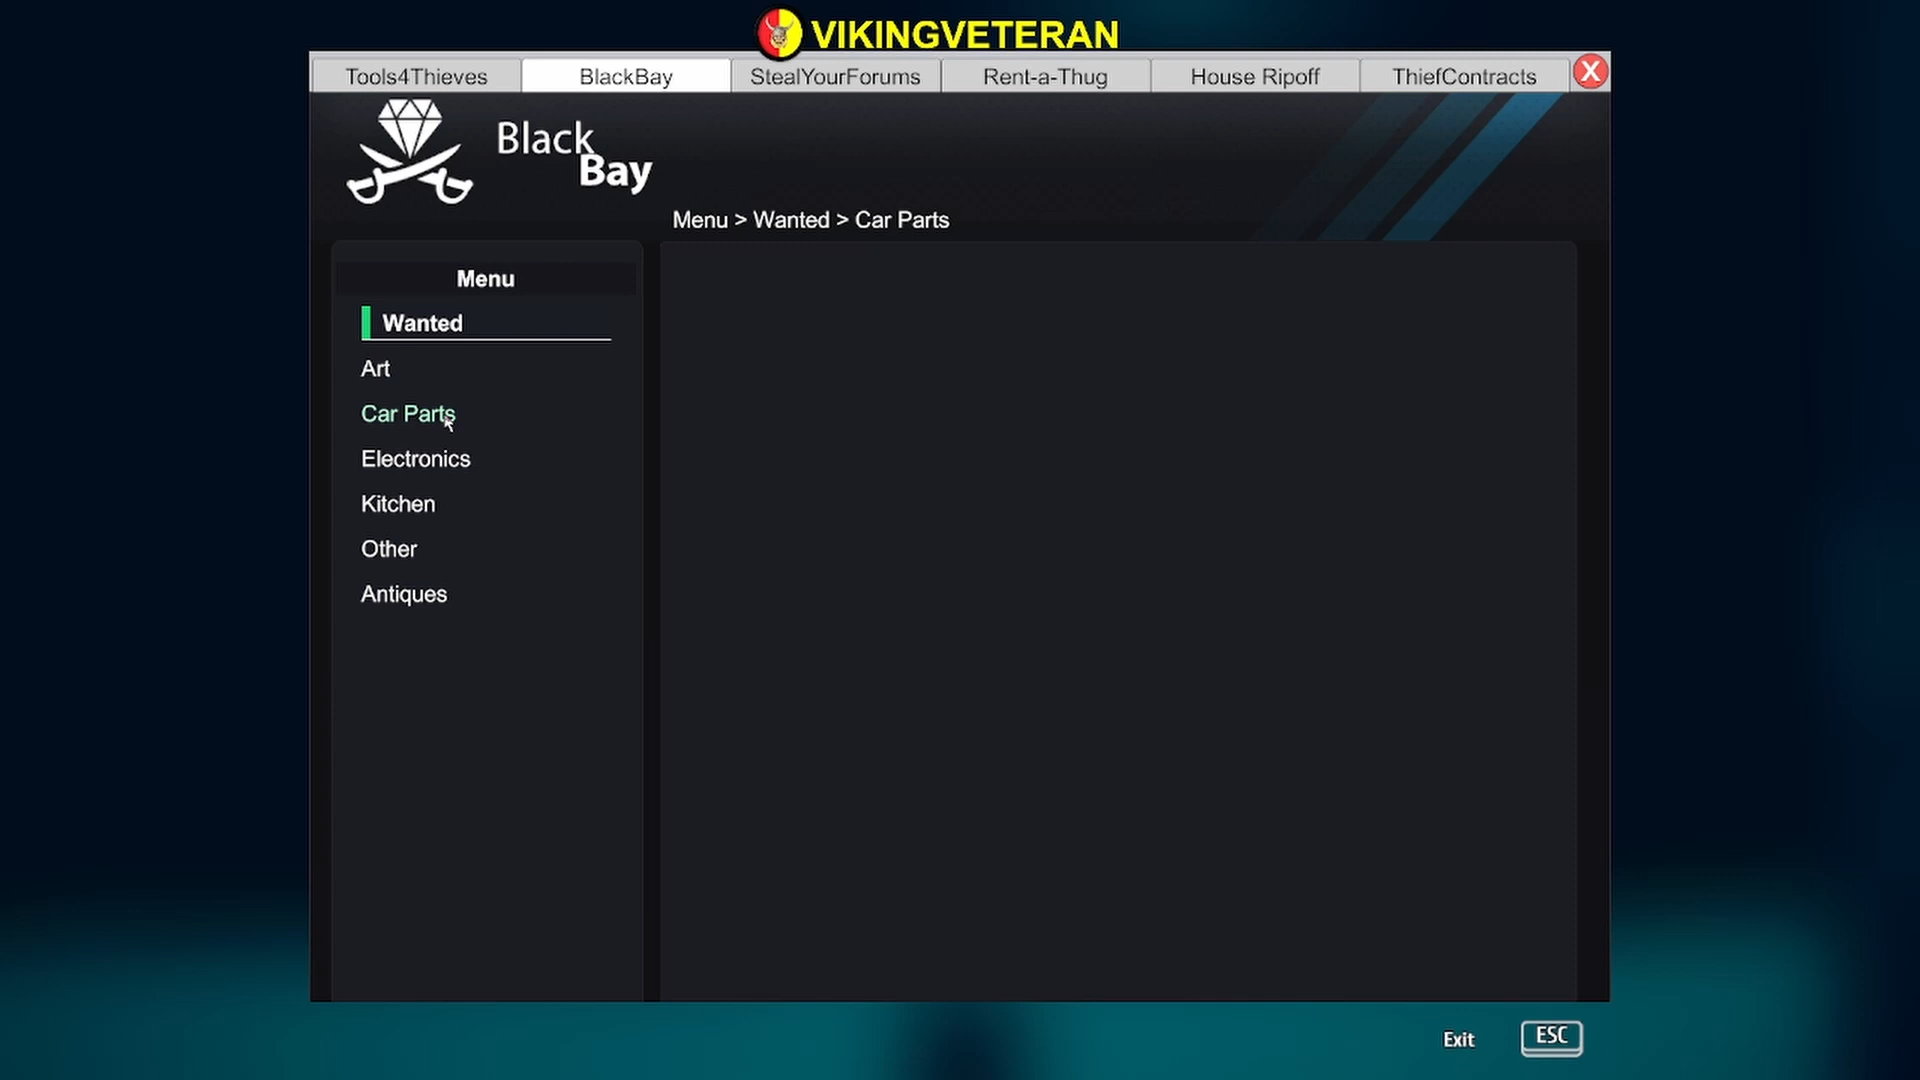 VIKINGVETERAN
Tools4Thieves BlackBay StealYourForums Rent-a-Thug House Ripoff ThiefContracts X
Black
Bay
Menu > Wanted > Car Parts
Menu
Wanted
Art
Car Parts
Electronics
Kitchen
Other
Antiques
Exit ESC